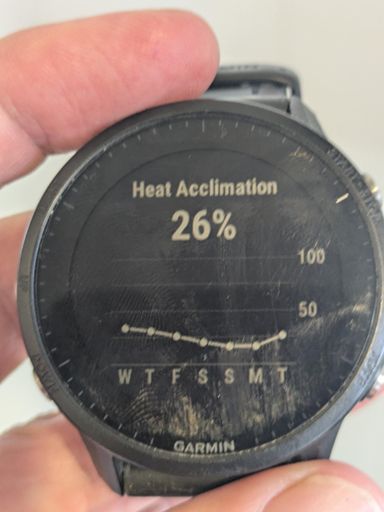 Heat Acclimation
26%
100
50
W T F S S M T
GARMIN